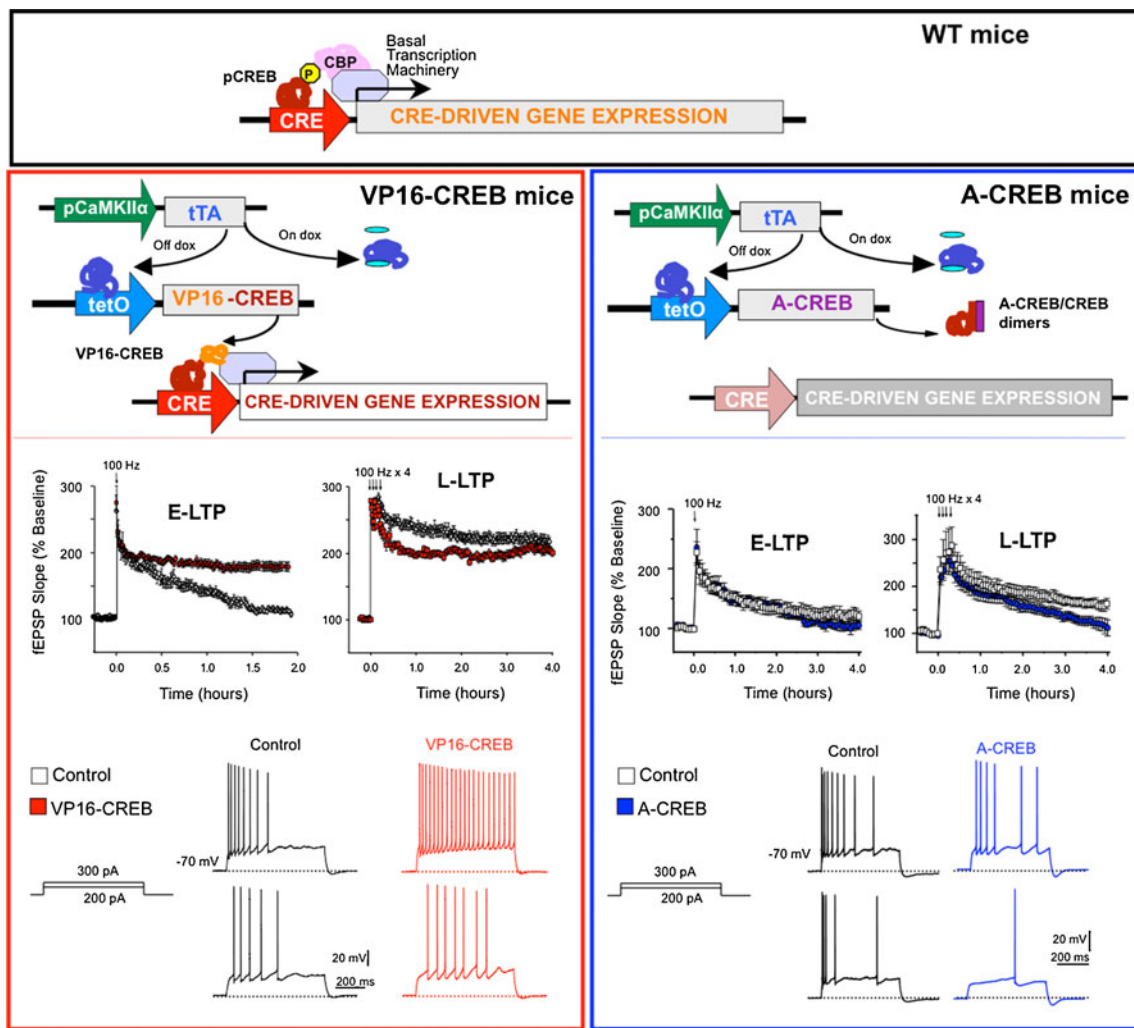 WT mice
Basal
Transcription
Machinery
CBP
P
pCREB
CRE
CRE-DRIVEN GENE EXPRESSION
VP16-CREB mice
pCaMKIIα
tTA
Off dox
On dox
tetO
VP16-CREB
VP16-CREB
CRE
CRE-DRIVEN GENE EXPRESSION
100 Hz
E-LTP
300
200
100
fEPSP Slope (% Baseline)
0.0 0.5 1.0 1.5 2.0
Time (hours)
100 Hz x 4
L-LTP
300
200
100
0.0 1.0 2.0 3.0 4.0
Time (hours)
Control
VP16-CREB
Control
VP16-CREB
-70 mV
300 pA
200 pA
20 mV
200 ms
A-CREB mice
pCaMKIIα
tTA
Off dox
On dox
tetO
A-CREB
A-CREB/CREB
dimers
CRE
CRE-DRIVEN GENE EXPRESSION
100 Hz
E-LTP
300
200
100
fEPSP Slope (% Baseline)
0.0 1.0 2.0 3.0 4.0
Time (hours)
100 Hz x 4
L-LTP
300
250
200
150
100
0.0 1.0 2.0 3.0 4.0
Time (hours)
Control
A-CREB
Control
A-CREB
-70 mV
300 pA
200 pA
20 mV
200 ms